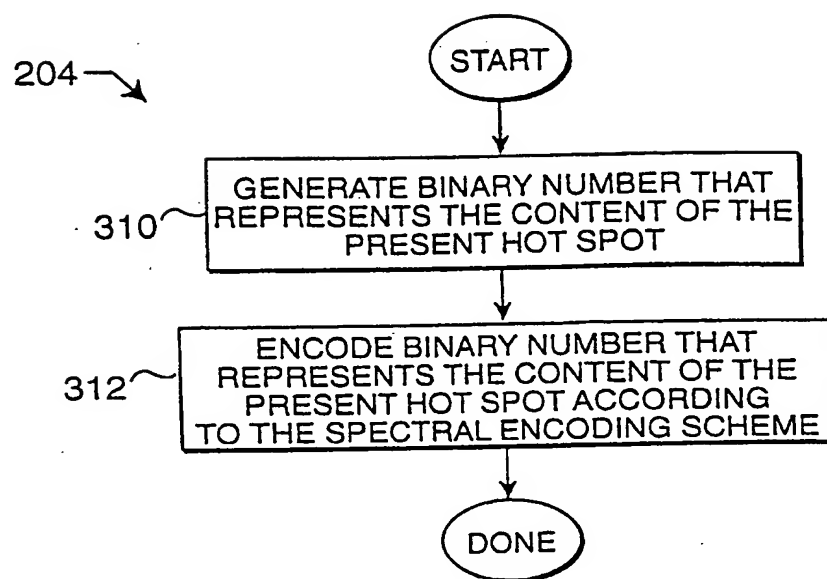 START
204
GENERATE BINARY NUMBER THAT
REPRESENTS THE CONTENT OF THE
PRESENT HOT SPOT.
310
ENCODE BINARY NUMBER THAT
REPRESENTS THE CONTENT OF THE
PRESENT HOT SPOT ACCORDING
TO THE SPECTRAL ENCODING SCHEME
312
DONE